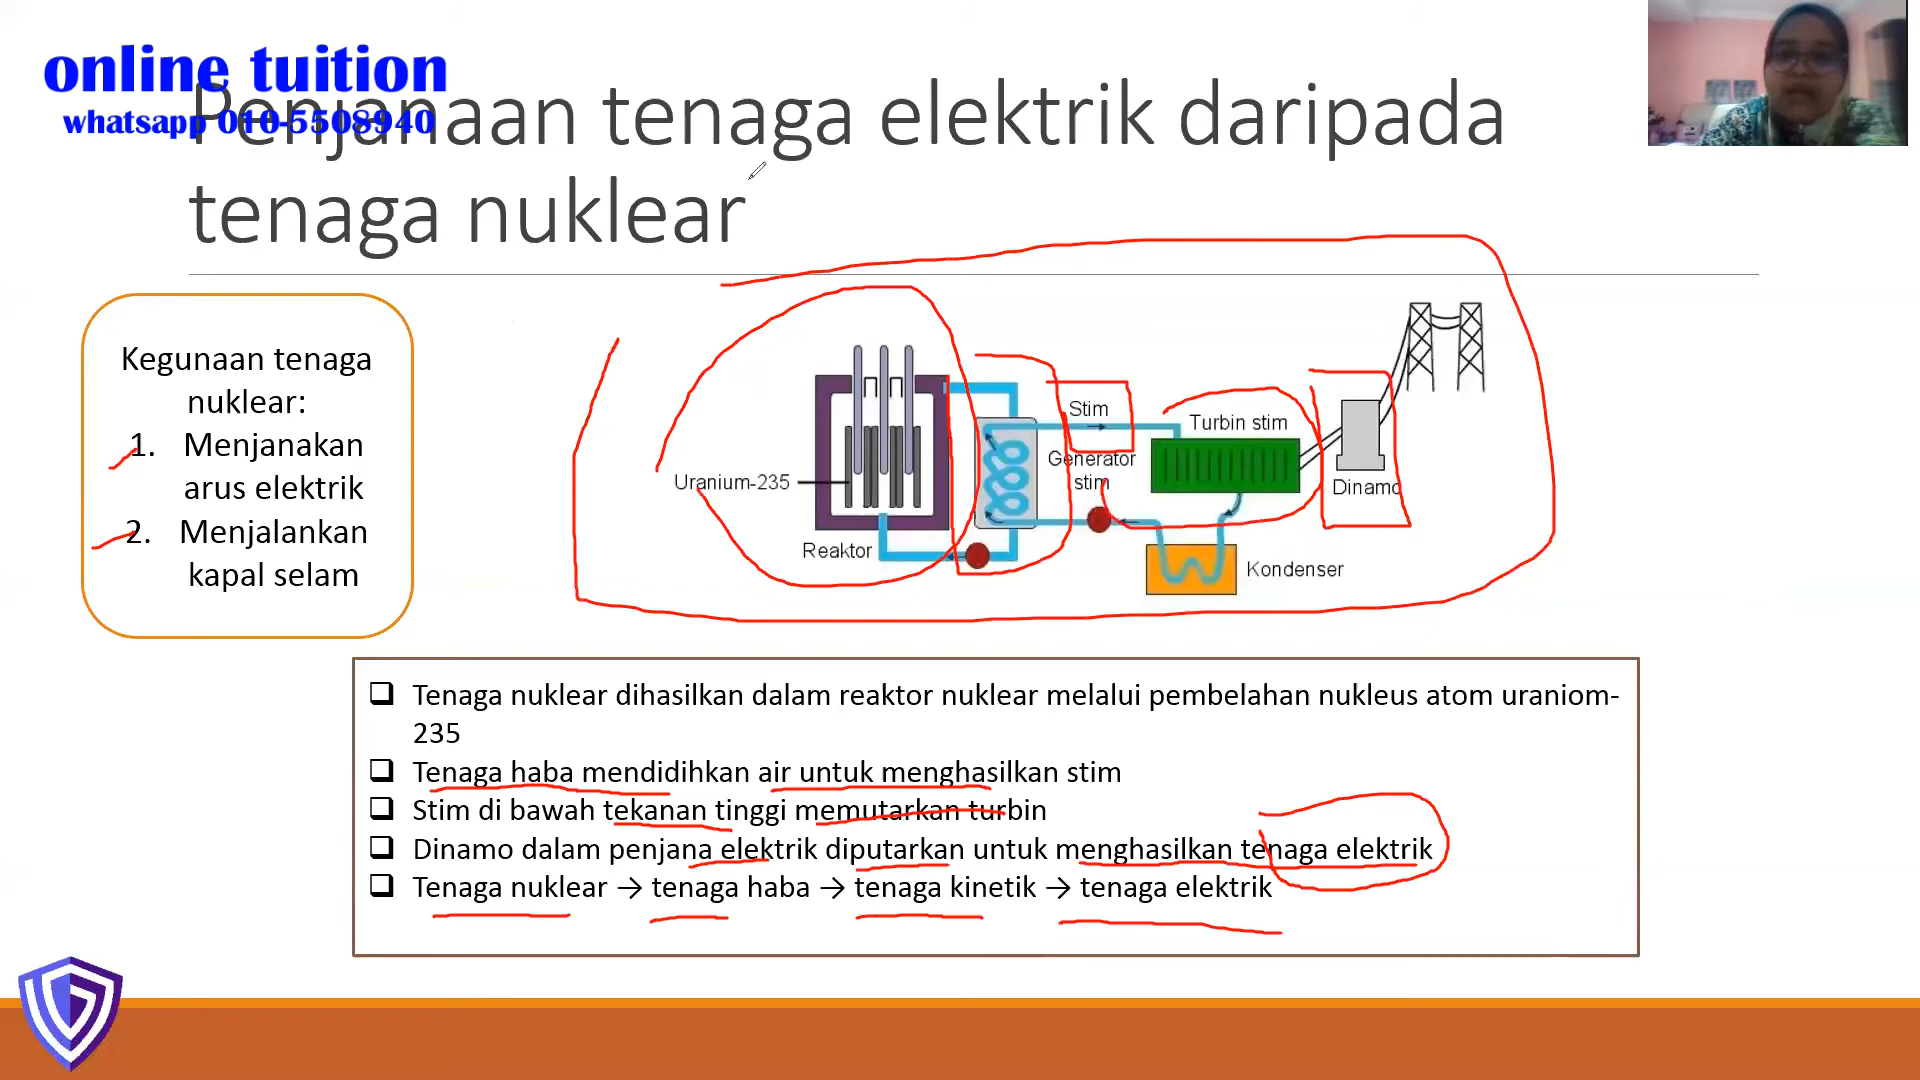 online tuition
whatsapp 010-5508940
Penjanaan tenaga elektrik daripada
tenaga nuklear
Kegunaan tenaga
nuklear:
1. Menjanakan
arus elektrik
2. Menjalankan
kapal selam
Uranium-235
Reaktor
Stim
Generator
stim
Turbin stim
Dinamo
Kondenser
❑ Tenaga nuklear dihasilkan dalam reaktor nuklear melalui pembelahan nukleus atom uraniom-
235
❑ Tenaga haba mendidihkan air untuk menghasilkan stim
❑ Stim di bawah tekanan tinggi memutarkan turbin
❑ Dinamo dalam penjana elektrik diputarkan untuk menghasilkan tenaga elektrik
❑ Tenaga nuklear → tenaga haba → tenaga kinetik → tenaga elektrik